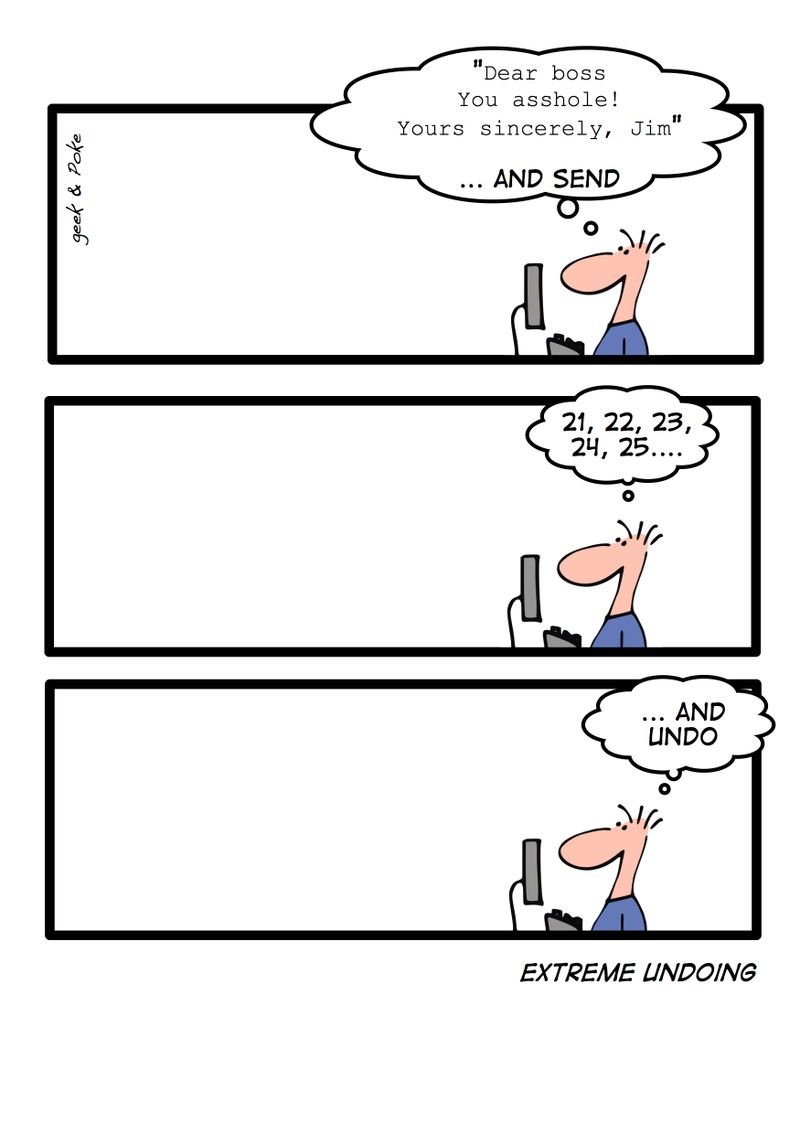 "Dear boss
You asshole!
Yours sincerely, Jim"
... AND SEND
geek & Poke
21, 22, 23,
24, 25....
... AND
UNDO
EXTREME UNDOING